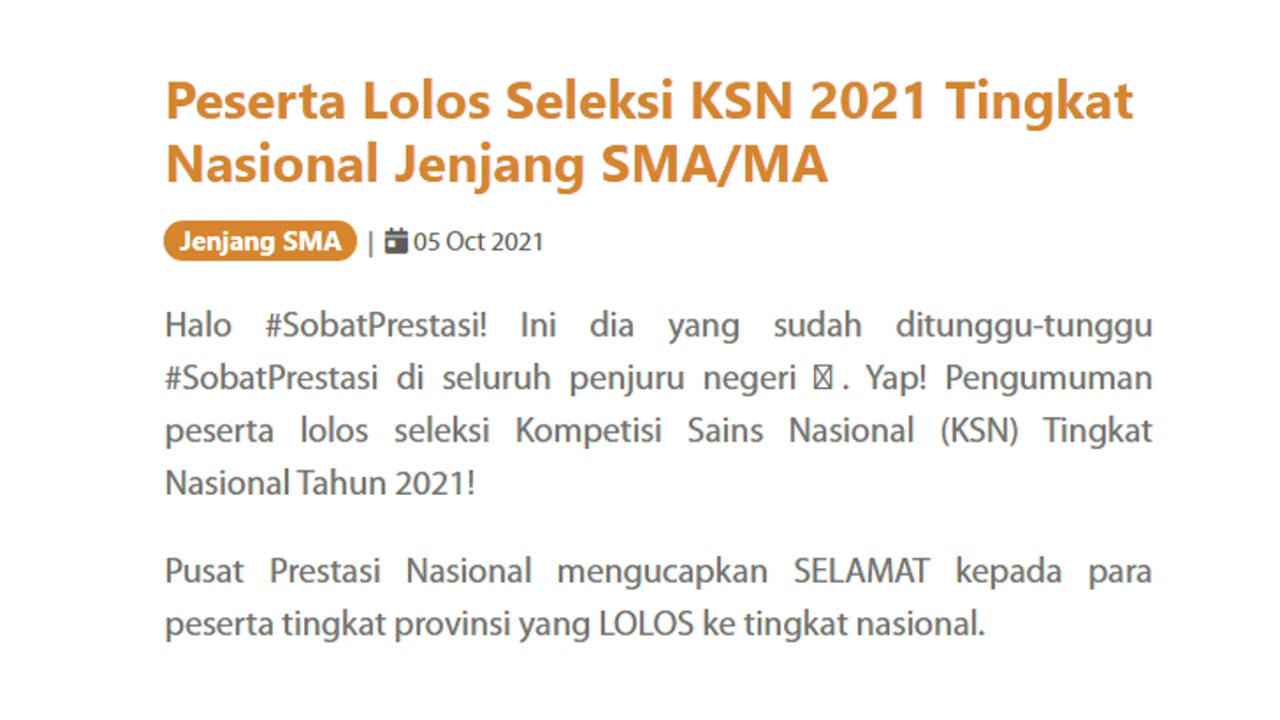 Peserta Lolos Seleksi KSN 2021 Tingkat
Nasional Jenjang SMA/MA
Jenjang SMA | 05 Oct 2021
Halo #SobatPrestasi! Ini dia yang sudah ditunggu-tunggu
#SobatPrestasi di seluruh penjuru negeri . Yap! Pengumuman
peserta lolos seleksi Kompetisi Sains Nasional (KSN) Tingkat
Nasional Tahun 2021!
Pusat Prestasi Nasional mengucapkan SELAMAT kepada para
peserta tingkat provinsi yang LOLOS ke tingkat nasional.